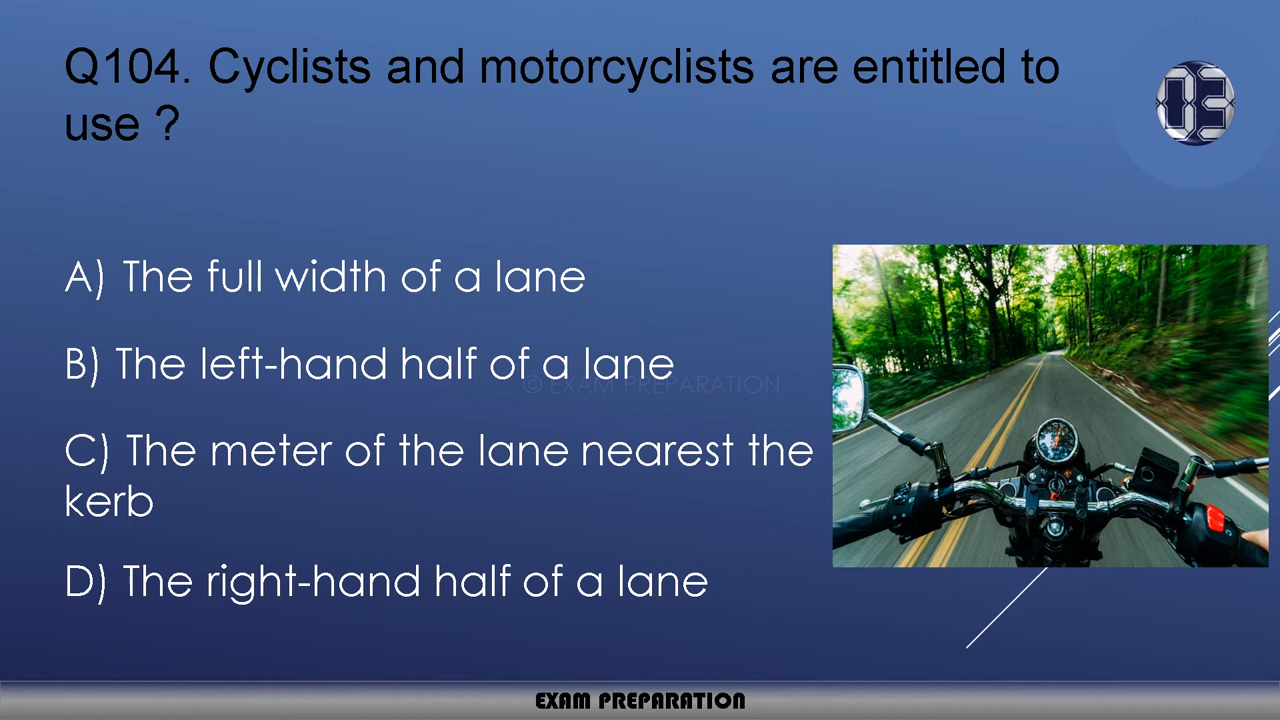 Q104. Cyclists and motorcyclists are entitled to
use ?
03
A) The full width of a lane
B) The left-hand half of a lane
© EXAM PREPARATION
C) The meter of the lane nearest the
kerb
D) The right-hand half of a lane
EXAM PREPARATION